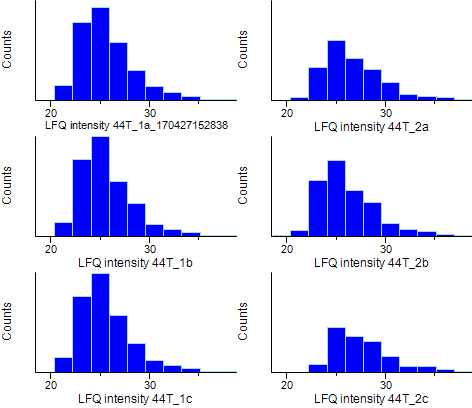 Counts
20 30
LFQ intensity 44T_1a_170427152838
Counts
20 30
LFQ intensity 44T_2a
Counts
20 30
LFQ intensity 44T_1b
Counts
20 30
LFQ intensity 44T_2b
Counts
20 30
LFQ intensity 44T_1c
Counts
20 30
LFQ intensity 44T_2c